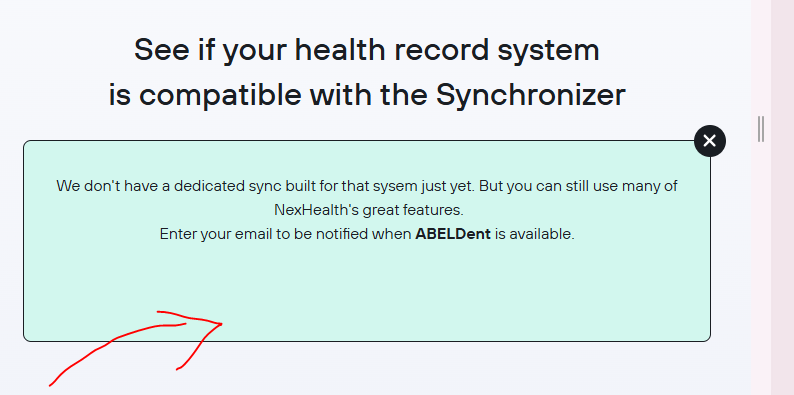 See if your health record system
is compatible with the Synchronizer
We don't have a dedicated sync built for that sysem just yet. But you can still use many of
NexHealth's great features.
Enter your email to be notified when ABELDent is available.